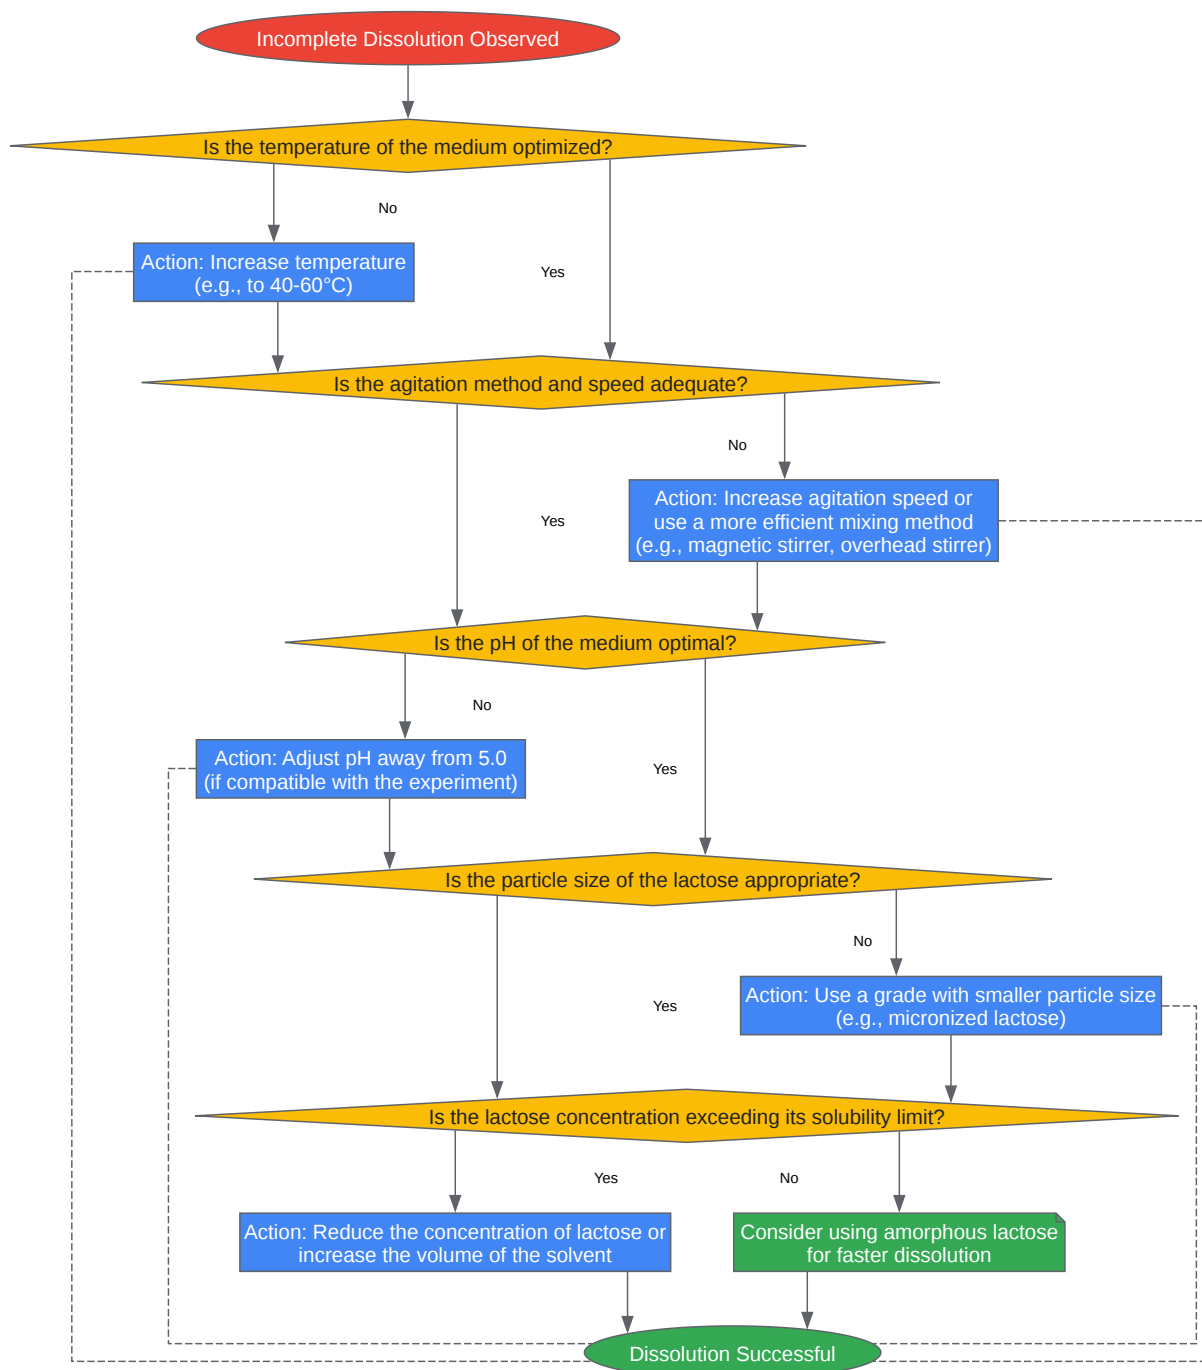 Incomplete Dissolution Observed
Is the temperature of the medium optimized?
No
Action: Increase temperature
(e.g., to 40-60°C)
Yes
Is the agitation method and speed adequate?
No
Action: Increase agitation speed or
use a more efficient mixing method
(e.g., magnetic stirrer, overhead stirrer)
Yes
Is the pH of the medium optimal?
No
Action: Adjust pH away from 5.0
(if compatible with the experiment)
Yes
Is the particle size of the lactose appropriate?
No
Action: Use a grade with smaller particle size
(e.g., micronized lactose)
Yes
Is the lactose concentration exceeding its solubility limit?
Yes
No
Action: Reduce the concentration of lactose or
increase the volume of the solvent
Consider using amorphous lactose
for faster dissolution
Dissolution Successful